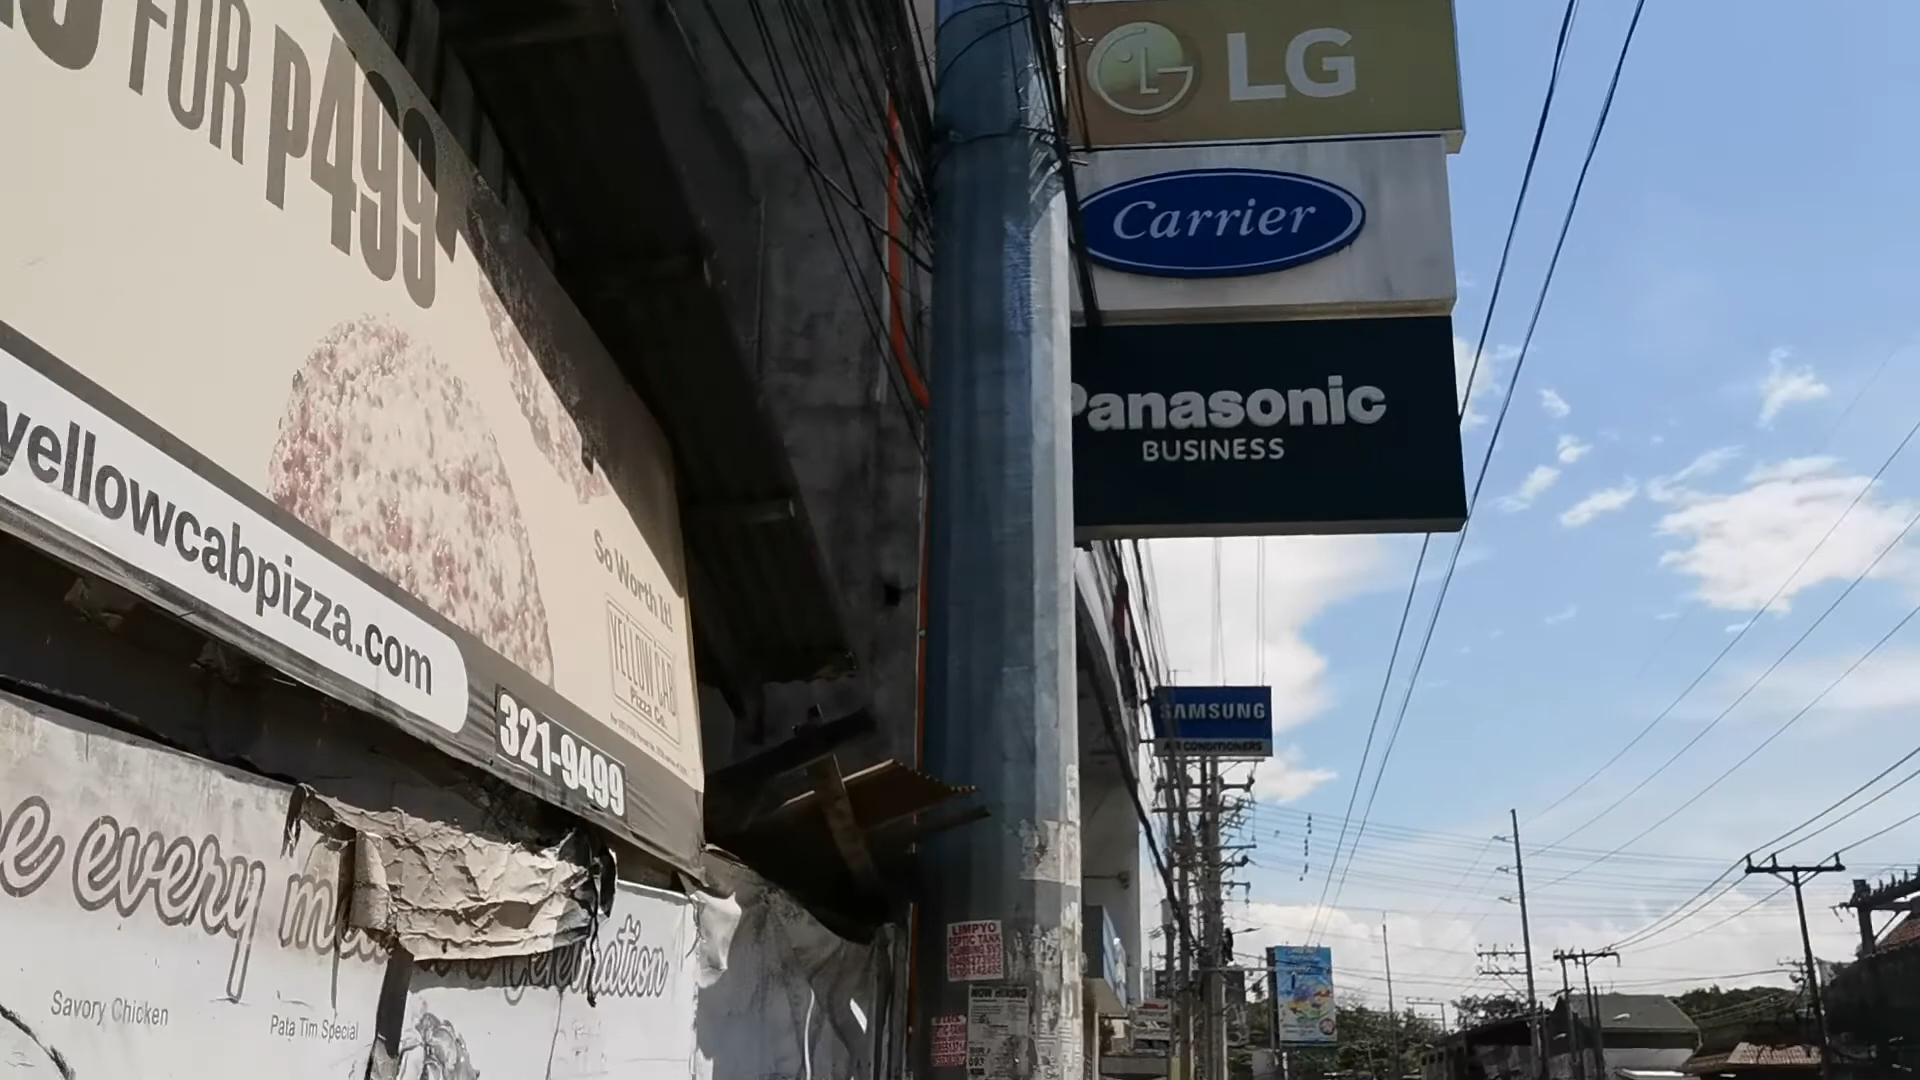 FOR P499
yellowcabpizza.com
So Worth It!
YELLOW CAB
Pizza Co.
321-9499
every
Savory Chicken
Pata Tim Special
LG
Carrier
Panasonic
BUSINESS
SAMSUNG
AIR CONDITIONERS
LIMPYO
SEPTIC TANK
NOW HIRING